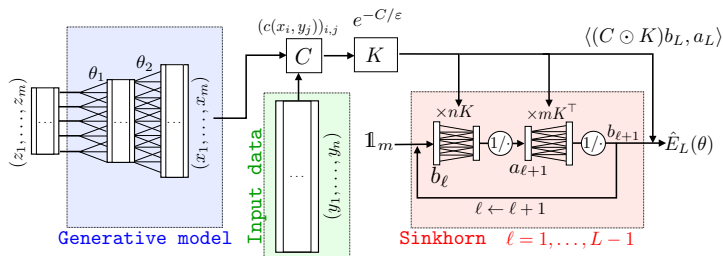 (z_1, ..., z_m)
θ_1
θ_2
...
...
...
(x_1, ..., x_m)
Generative model
(c(x_i, y_j))_{i,j}
C
e^{-C/ε}
K
⟨(C ⊙ K)b_L, a_L⟩
Input data
...
(y_1, ..., y_n)
𝟙_m
×nK
×mK^⊤
b_ℓ
1/·
a_{ℓ+1}
1/·
b_{ℓ+1}
Ê_L(θ)
ℓ ← ℓ + 1
Sinkhorn ℓ = 1, ..., L − 1